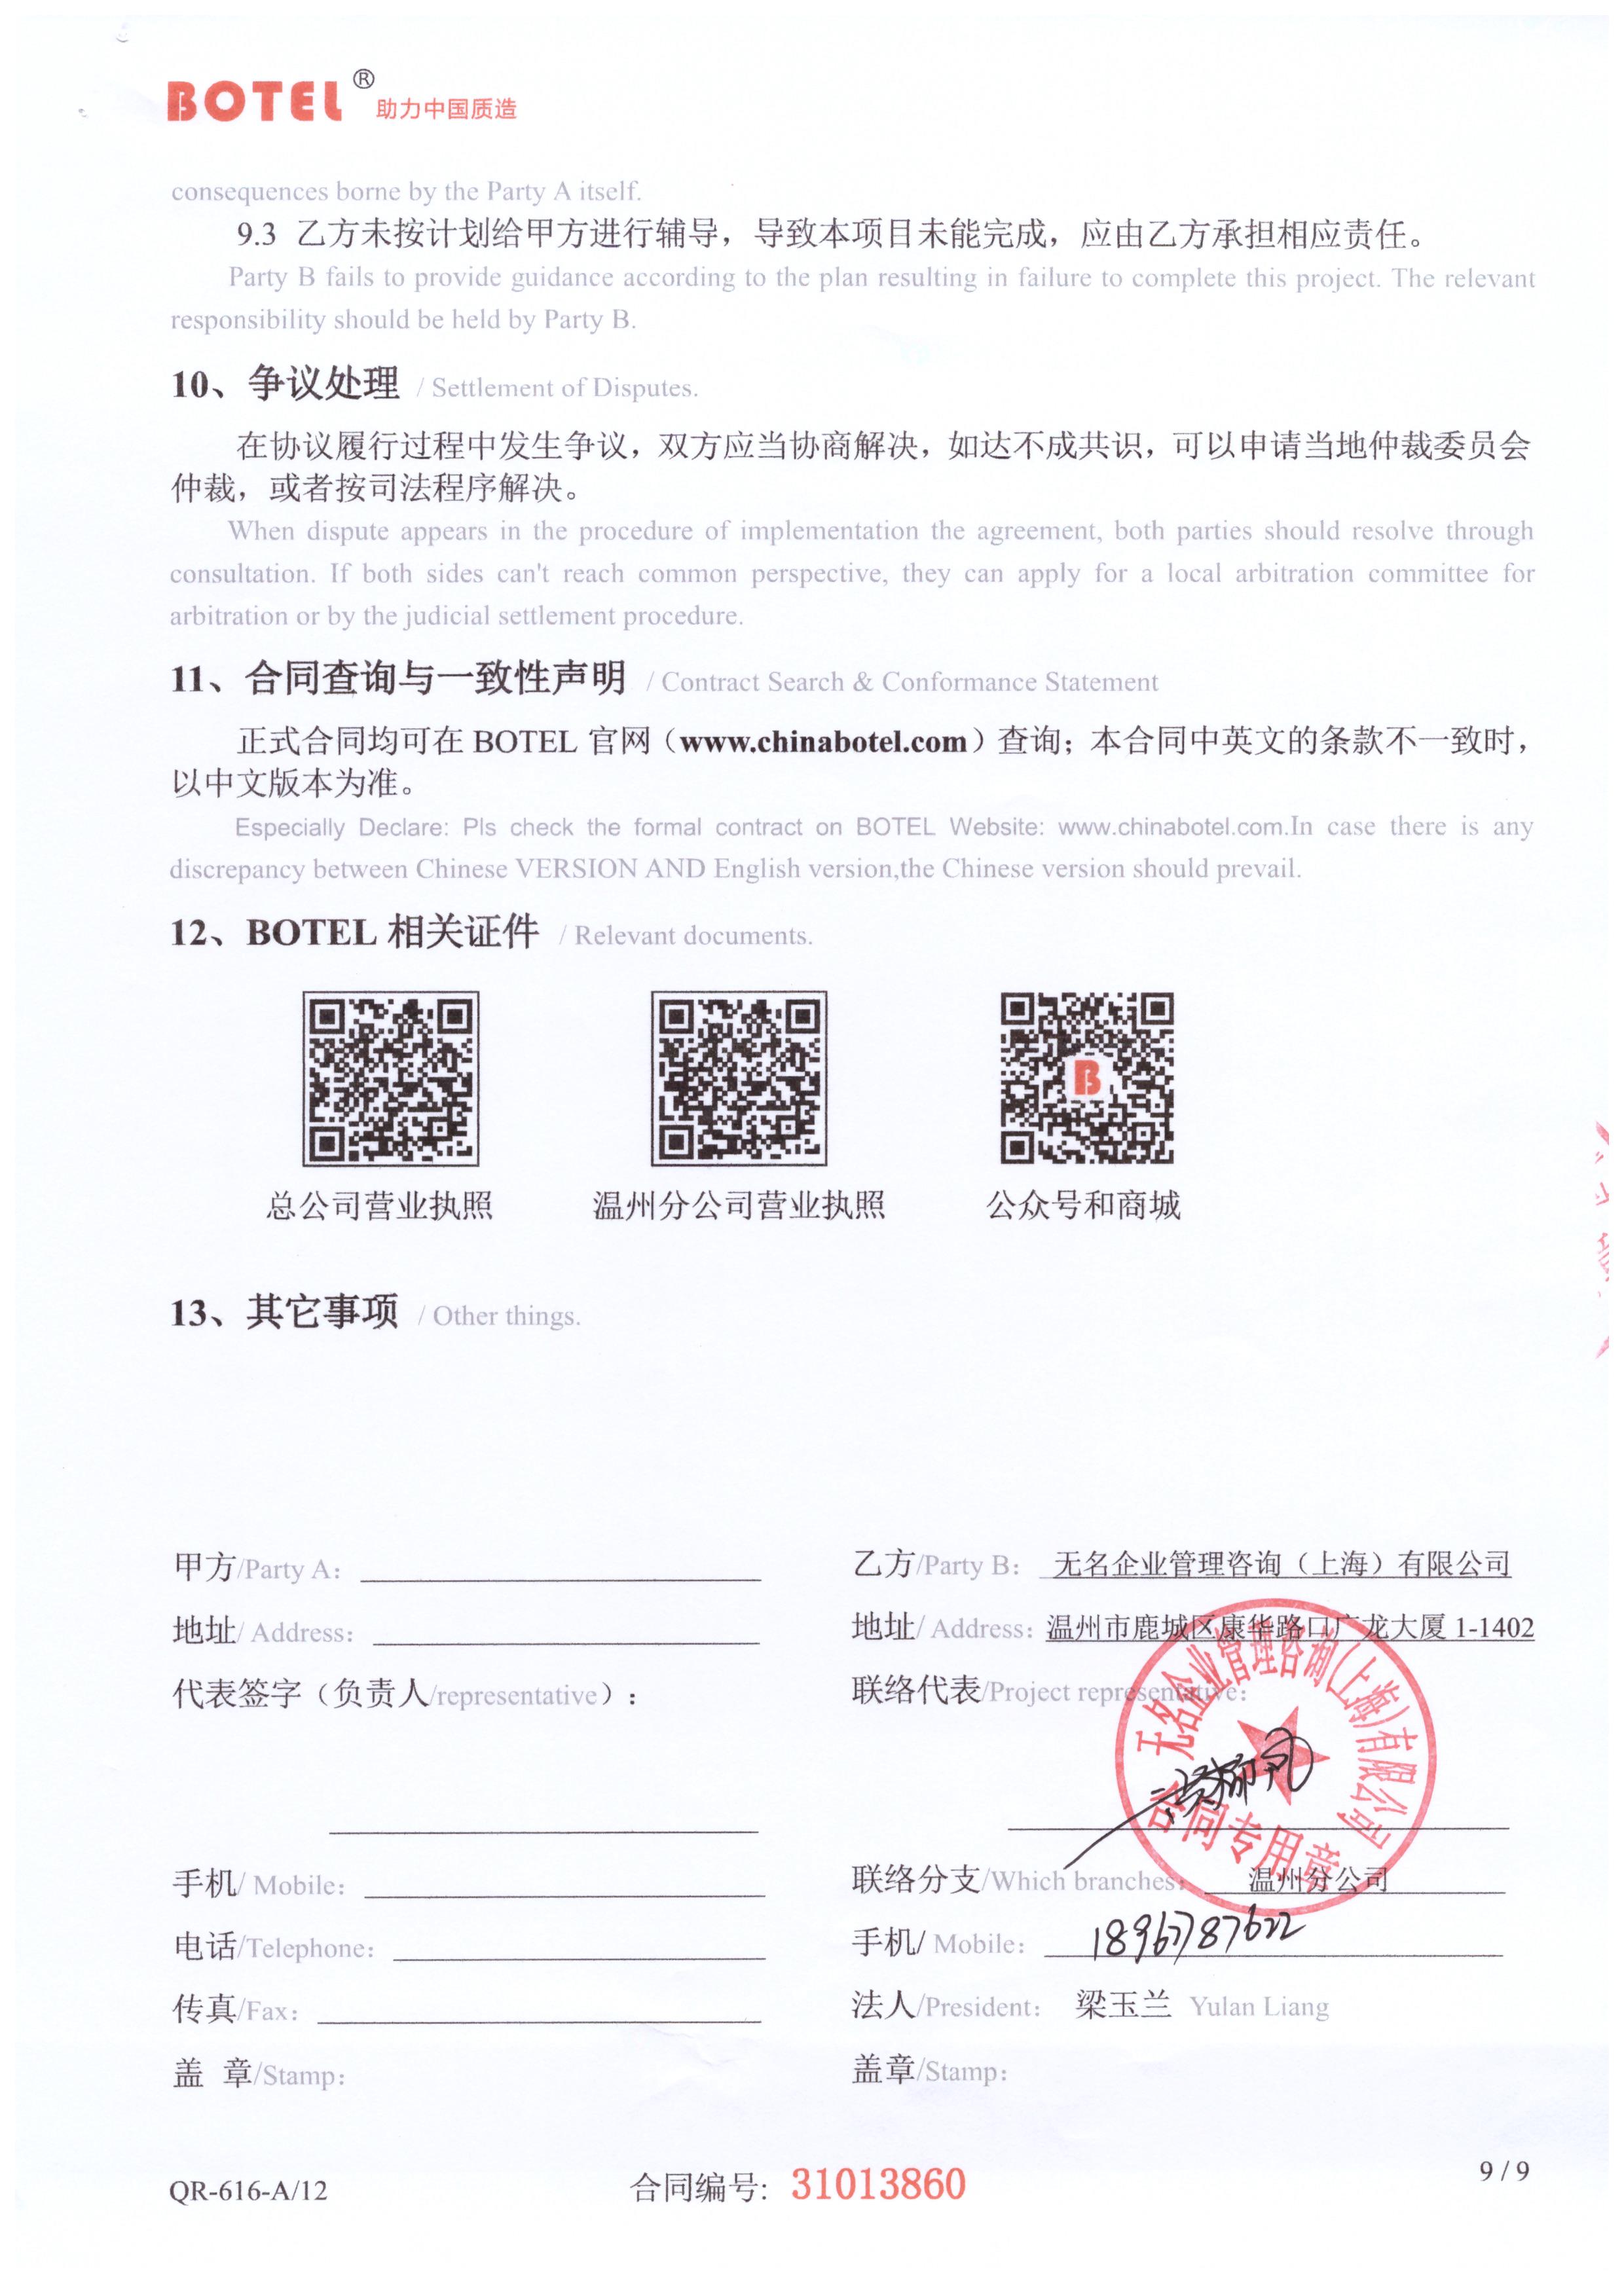 BOTEL® 助力中国质造
consequences borne by the Party A itself.
9.3 乙方未按计划给甲方进行辅导，导致本项目未能完成，应由乙方承担相应责任。
Party B fails to provide guidance according to the plan resulting in failure to complete this project. The relevant
responsibility should be held by Party B.
10、争议处理 / Settlement of Disputes.
在协议履行过程中发生争议，双方应当协商解决，如达不成共识，可以申请当地仲裁委员会
仲裁，或者按司法程序解决。
When dispute appears in the procedure of implementation the agreement, both parties should resolve through
consultation. If both sides can't reach common perspective, they can apply for a local arbitration committee for
arbitration or by the judicial settlement procedure.
11、合同查询与一致性声明 / Contract Search & Conformance Statement
正式合同均可在 BOTEL 官网（www.chinabotel.com）查询；本合同中英文的条款不一致时，
以中文版本为准。
Especially Declare: Pls check the formal contract on BOTEL Website: www.chinabotel.com.In case there is any
discrepancy between Chinese VERSION AND English version,the Chinese version should prevail.
12、BOTEL 相关证件 / Relevant documents.
B
总公司营业执照 温州分公司营业执照 公众号和商城
13、其它事项 / Other things.
甲方/Party A： 乙方/Party B： 无名企业管理咨询（上海）有限公司
地址/ Address： 地址/ Address：温州市鹿城区康华路口广龙大厦 1-1402
代表签字（负责人/representative）： 联络代表/Project representative：
无名企业管理咨询(上海)有限公司
合同专用章
手机/ Mobile： 联络分支/Which branches： 温州分公司
电话/Telephone： 手机/ Mobile： 18967787622
传真/Fax： 法人/President： 梁玉兰 Yulan Liang
盖 章/Stamp： 盖章/Stamp：
QR-616-A/12 合同编号: 31013860 9 / 9